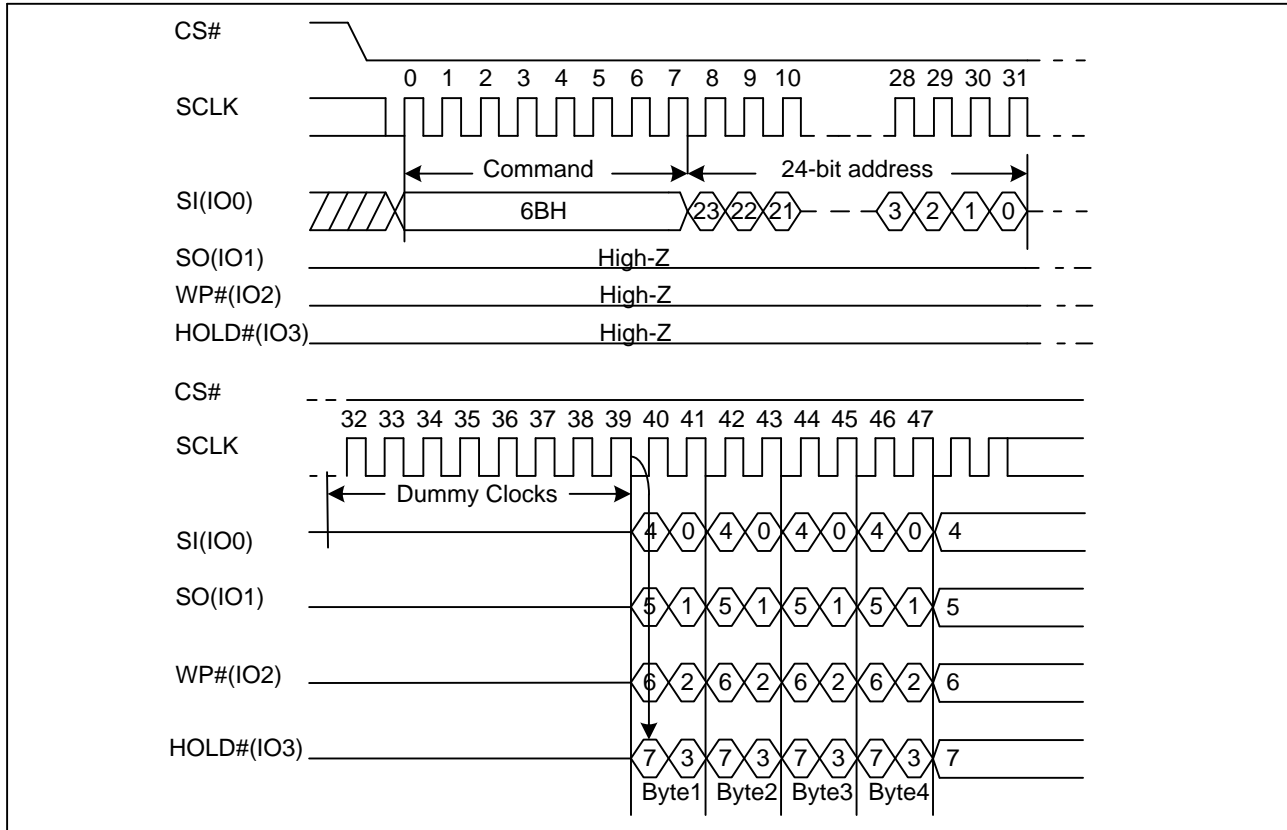 CS#
0 1 2 3 4 5 6 7 8 9 10 28 29 30 31
SCLK
Command 24-bit address
SI(IO0) 6BH 23 22 21 3 2 1 0
SO(IO1) High-Z
WP#(IO2) High-Z
HOLD#(IO3) High-Z
CS#
32 33 34 35 36 37 38 39 40 41 42 43 44 45 46 47
SCLK
Dummy Clocks
SI(IO0) 4 0 4 0 4 0 4 0 4
SO(IO1) 5 1 5 1 5 1 5 1 5
WP#(IO2) 6 2 6 2 6 2 6 2 6
HOLD#(IO3) 7 3 7 3 7 3 7 3 7
Byte1 Byte2 Byte3 Byte4